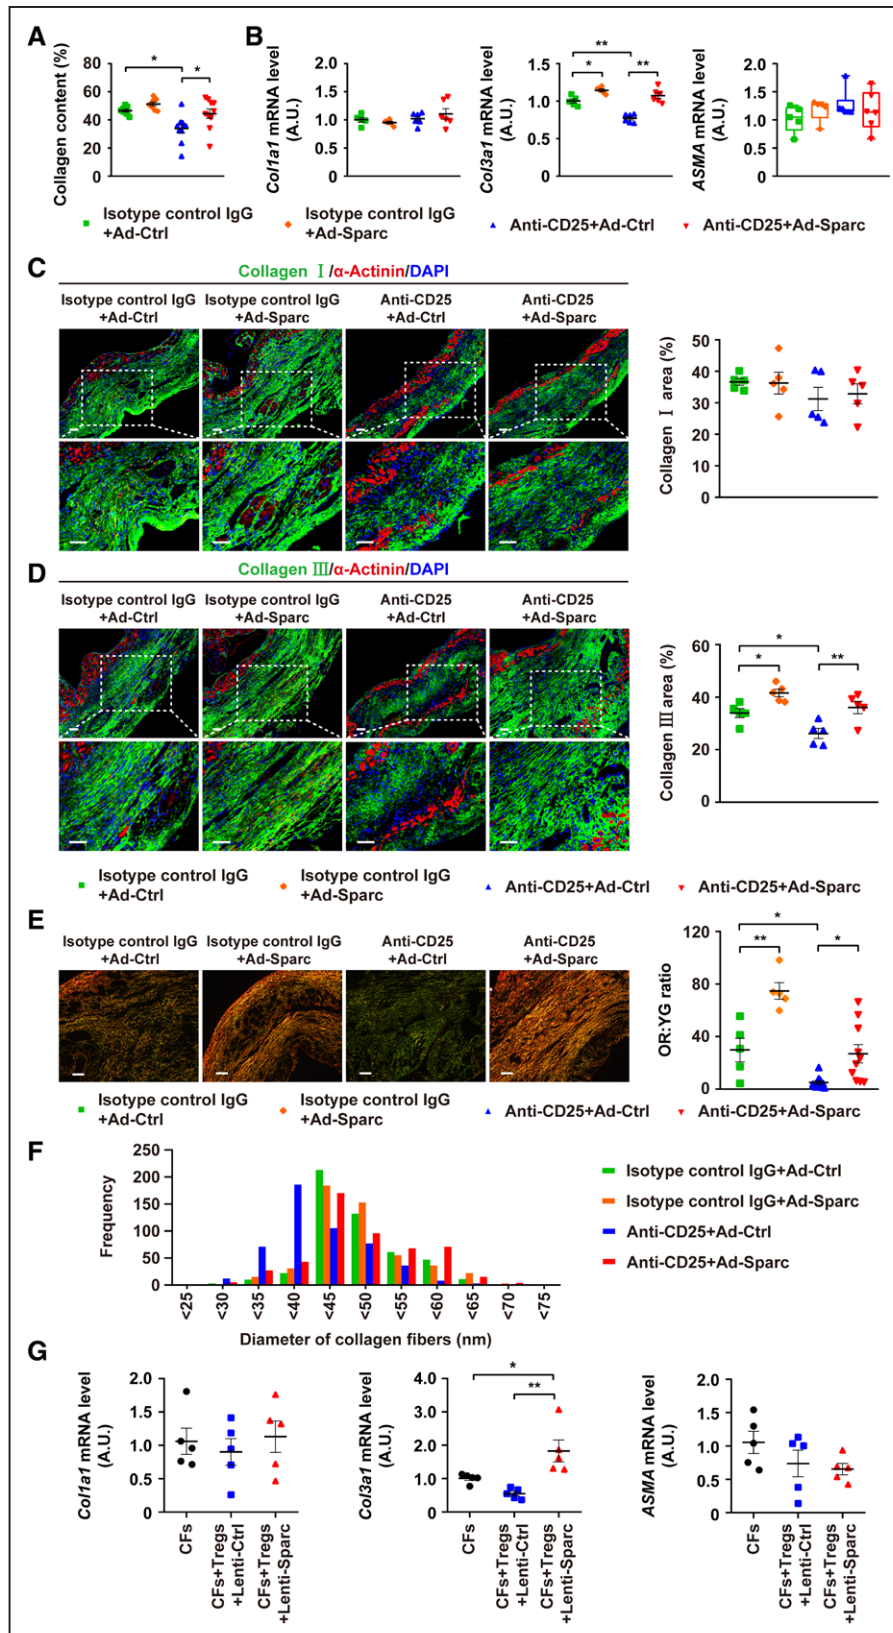 A
Collagen content (%)
80
60
40
20
0
*
*
B
Col1a1 mRNA level
(A.U.)
2.0
1.5
1.0
0.5
0
Col3a1 mRNA level
(A.U.)
1.5
1.0
0.5
0
**
*
**
ASMA mRNA level
(A.U.)
2.0
1.5
1.0
0.5
0
Isotype control IgG
+Ad-Ctrl
Isotype control IgG
+Ad-Sparc
Anti-CD25+Ad-Ctrl
Anti-CD25+Ad-Sparc
C
Collagen Ⅰ/α-Actinin/DAPI
Isotype control IgG
+Ad-Ctrl
Isotype control IgG
+Ad-Sparc
Anti-CD25
+Ad-Ctrl
Anti-CD25
+Ad-Sparc
Collagen Ⅰ area (%)
50
40
30
20
10
0
D
Collagen Ⅲ/α-Actinin/DAPI
Isotype control IgG
+Ad-Ctrl
Isotype control IgG
+Ad-Sparc
Anti-CD25
+Ad-Ctrl
Anti-CD25
+Ad-Sparc
Collagen Ⅲ area (%)
60
40
20
0
*
*
**
Isotype control IgG
+Ad-Ctrl
Isotype control IgG
+Ad-Sparc
Anti-CD25+Ad-Ctrl
Anti-CD25+Ad-Sparc
E
Isotype control IgG
+Ad-Ctrl
Isotype control IgG
+Ad-Sparc
Anti-CD25
+Ad-Ctrl
Anti-CD25
+Ad-Sparc
OR:YG ratio
120
80
40
0
*
**
*
Isotype control IgG
+Ad-Ctrl
Isotype control IgG
+Ad-Sparc
Anti-CD25+Ad-Ctrl
Anti-CD25+Ad-Sparc
F
Frequency
250
200
150
100
50
0
<25
<30
<35
<40
<45
<50
<55
<60
<65
<70
<75
Diameter of collagen fibers (nm)
Isotype control IgG+Ad-Ctrl
Isotype control IgG+Ad-Sparc
Anti-CD25+Ad-Ctrl
Anti-CD25+Ad-Sparc
G
Col1a1 mRNA level
(A.U.)
2.0
1.5
1.0
0.5
0
CFs
CFs+Tregs
+Lenti-Ctrl
CFs+Tregs
+Lenti-Sparc
Col3a1 mRNA level
(A.U.)
4.0
3.0
2.0
1.0
0
*
**
CFs
CFs+Tregs
+Lenti-Ctrl
CFs+Tregs
+Lenti-Sparc
ASMA mRNA level
(A.U.)
2.0
1.5
1.0
0.5
0
CFs
CFs+Tregs
+Lenti-Ctrl
CFs+Tregs
+Lenti-Sparc